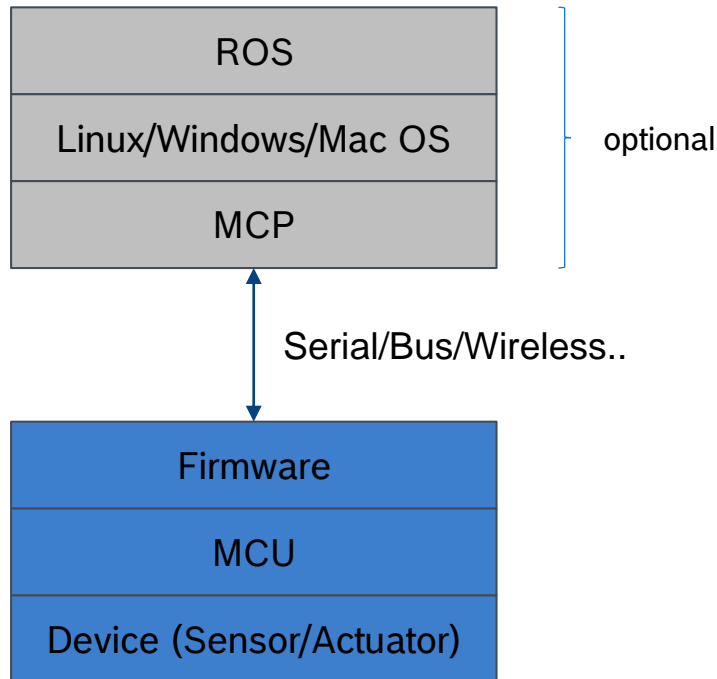 ROS
Linux/Windows/Mac OS
optional
MCP
Serial/Bus/Wireless..
Firmware
MCU
Device (Sensor/Actuator)